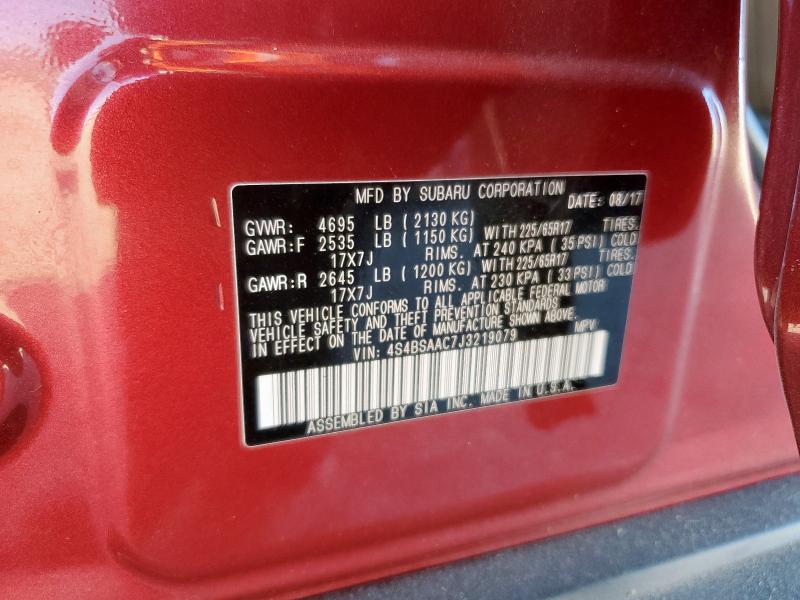 MFD BY SUBARU CORPORATION DATE: 08/17
GVWR: 4695 LB ( 2130 KG)
GAWR:F 2535 LB ( 1150 KG) WITH 225/65R17 TIRES.
17X7J RIMS. AT 240 KPA ( 35 PSI) COLD
GAWR:R 2645 LB ( 1200 KG) WITH 225/65R17 TIRES.
17X7J RIMS. AT 230 KPA ( 33 PSI) COLD
THIS VEHICLE CONFORMS TO ALL APPLICABLE FEDERAL MOTOR
VEHICLE SAFETY AND THEFT PREVENTION STANDARDS
IN EFFECT ON THE DATE OF MANUFACTURE SHOWN ABOVE.
VIN: 4S4BSAAC7J3219079 MPV
ASSEMBLED BY SIA INC. MADE IN U.S.A.